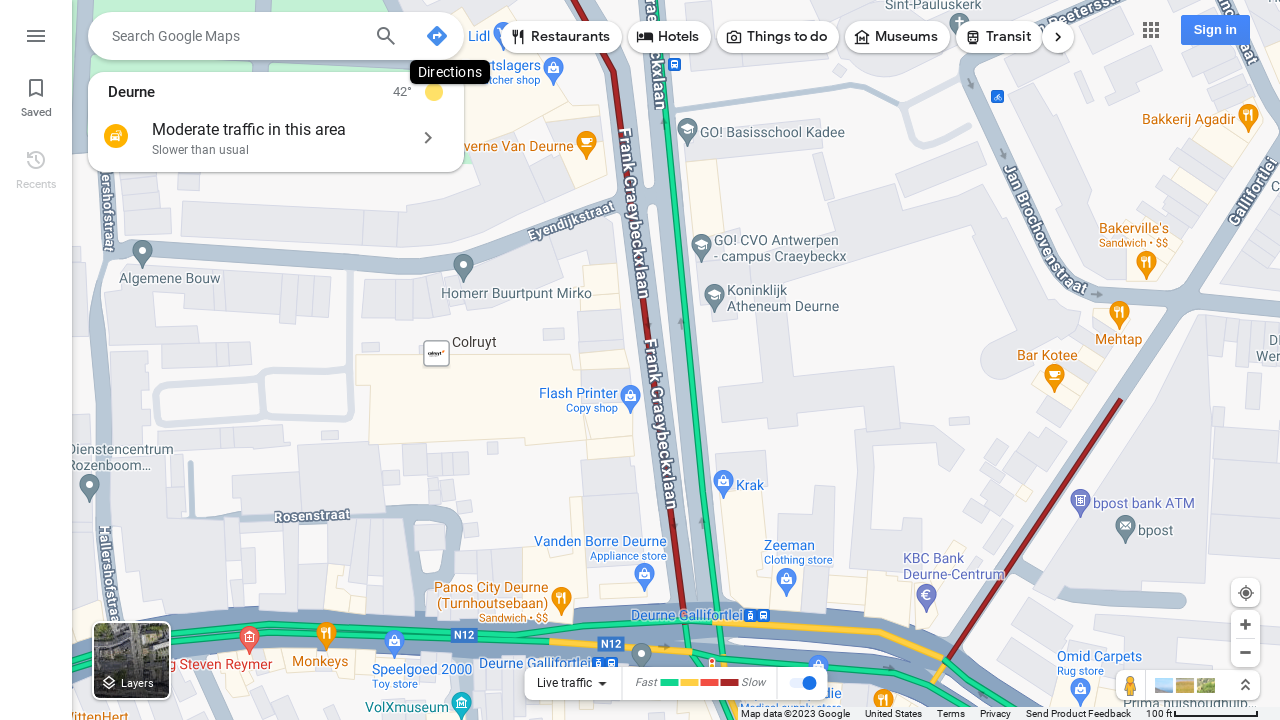 Search Google Maps
Directions
Deurne
42°
Moderate traffic in this area
Slower than usual
Saved
Recents
Restaurants
Hotels
Things to do
Museums
Transit
Sign in
Sint-Pauluskerk
Lidl
GO! Basisschool Kadee
Bakkerij Agadir
Jan Brochovenstraat
Gallifortlei
Frank Craeybeckxlaan
Eyendijkstraat
GO! CVO Antwerpen
- campus Craeybeckx
Bakkerville's
Sandwich • $$
Algemene Bouw
Homerr Buurtpunt Mirko
Koninklijk
Atheneum Deurne
Mehtap
Colruyt
Frank Craeybeckxlaan
Bar Kotee
Flash Printer
Copy shop
Dienstencentrum
Rozenboom...
Krak
bpost bank ATM
bpost
Rosenstraat
Vanden Borre Deurne
Appliance store
Zeeman
Clothing store
KBC Bank
Deurne-Centrum
Panos City Deurne
(Turnhoutsebaan)
Sandwich • $$
Deurne Gallifortlei
N12
N12
Monkeys
Speelgoed 2000
Toy store
Deurne Gallifortlei
Omid Carpets
Rug store
VolXmuseum
Layers
Live traffic
Fast
Slow
Map data ©2023 Google
United States
Terms
Privacy
Send Product Feedback
100 ft